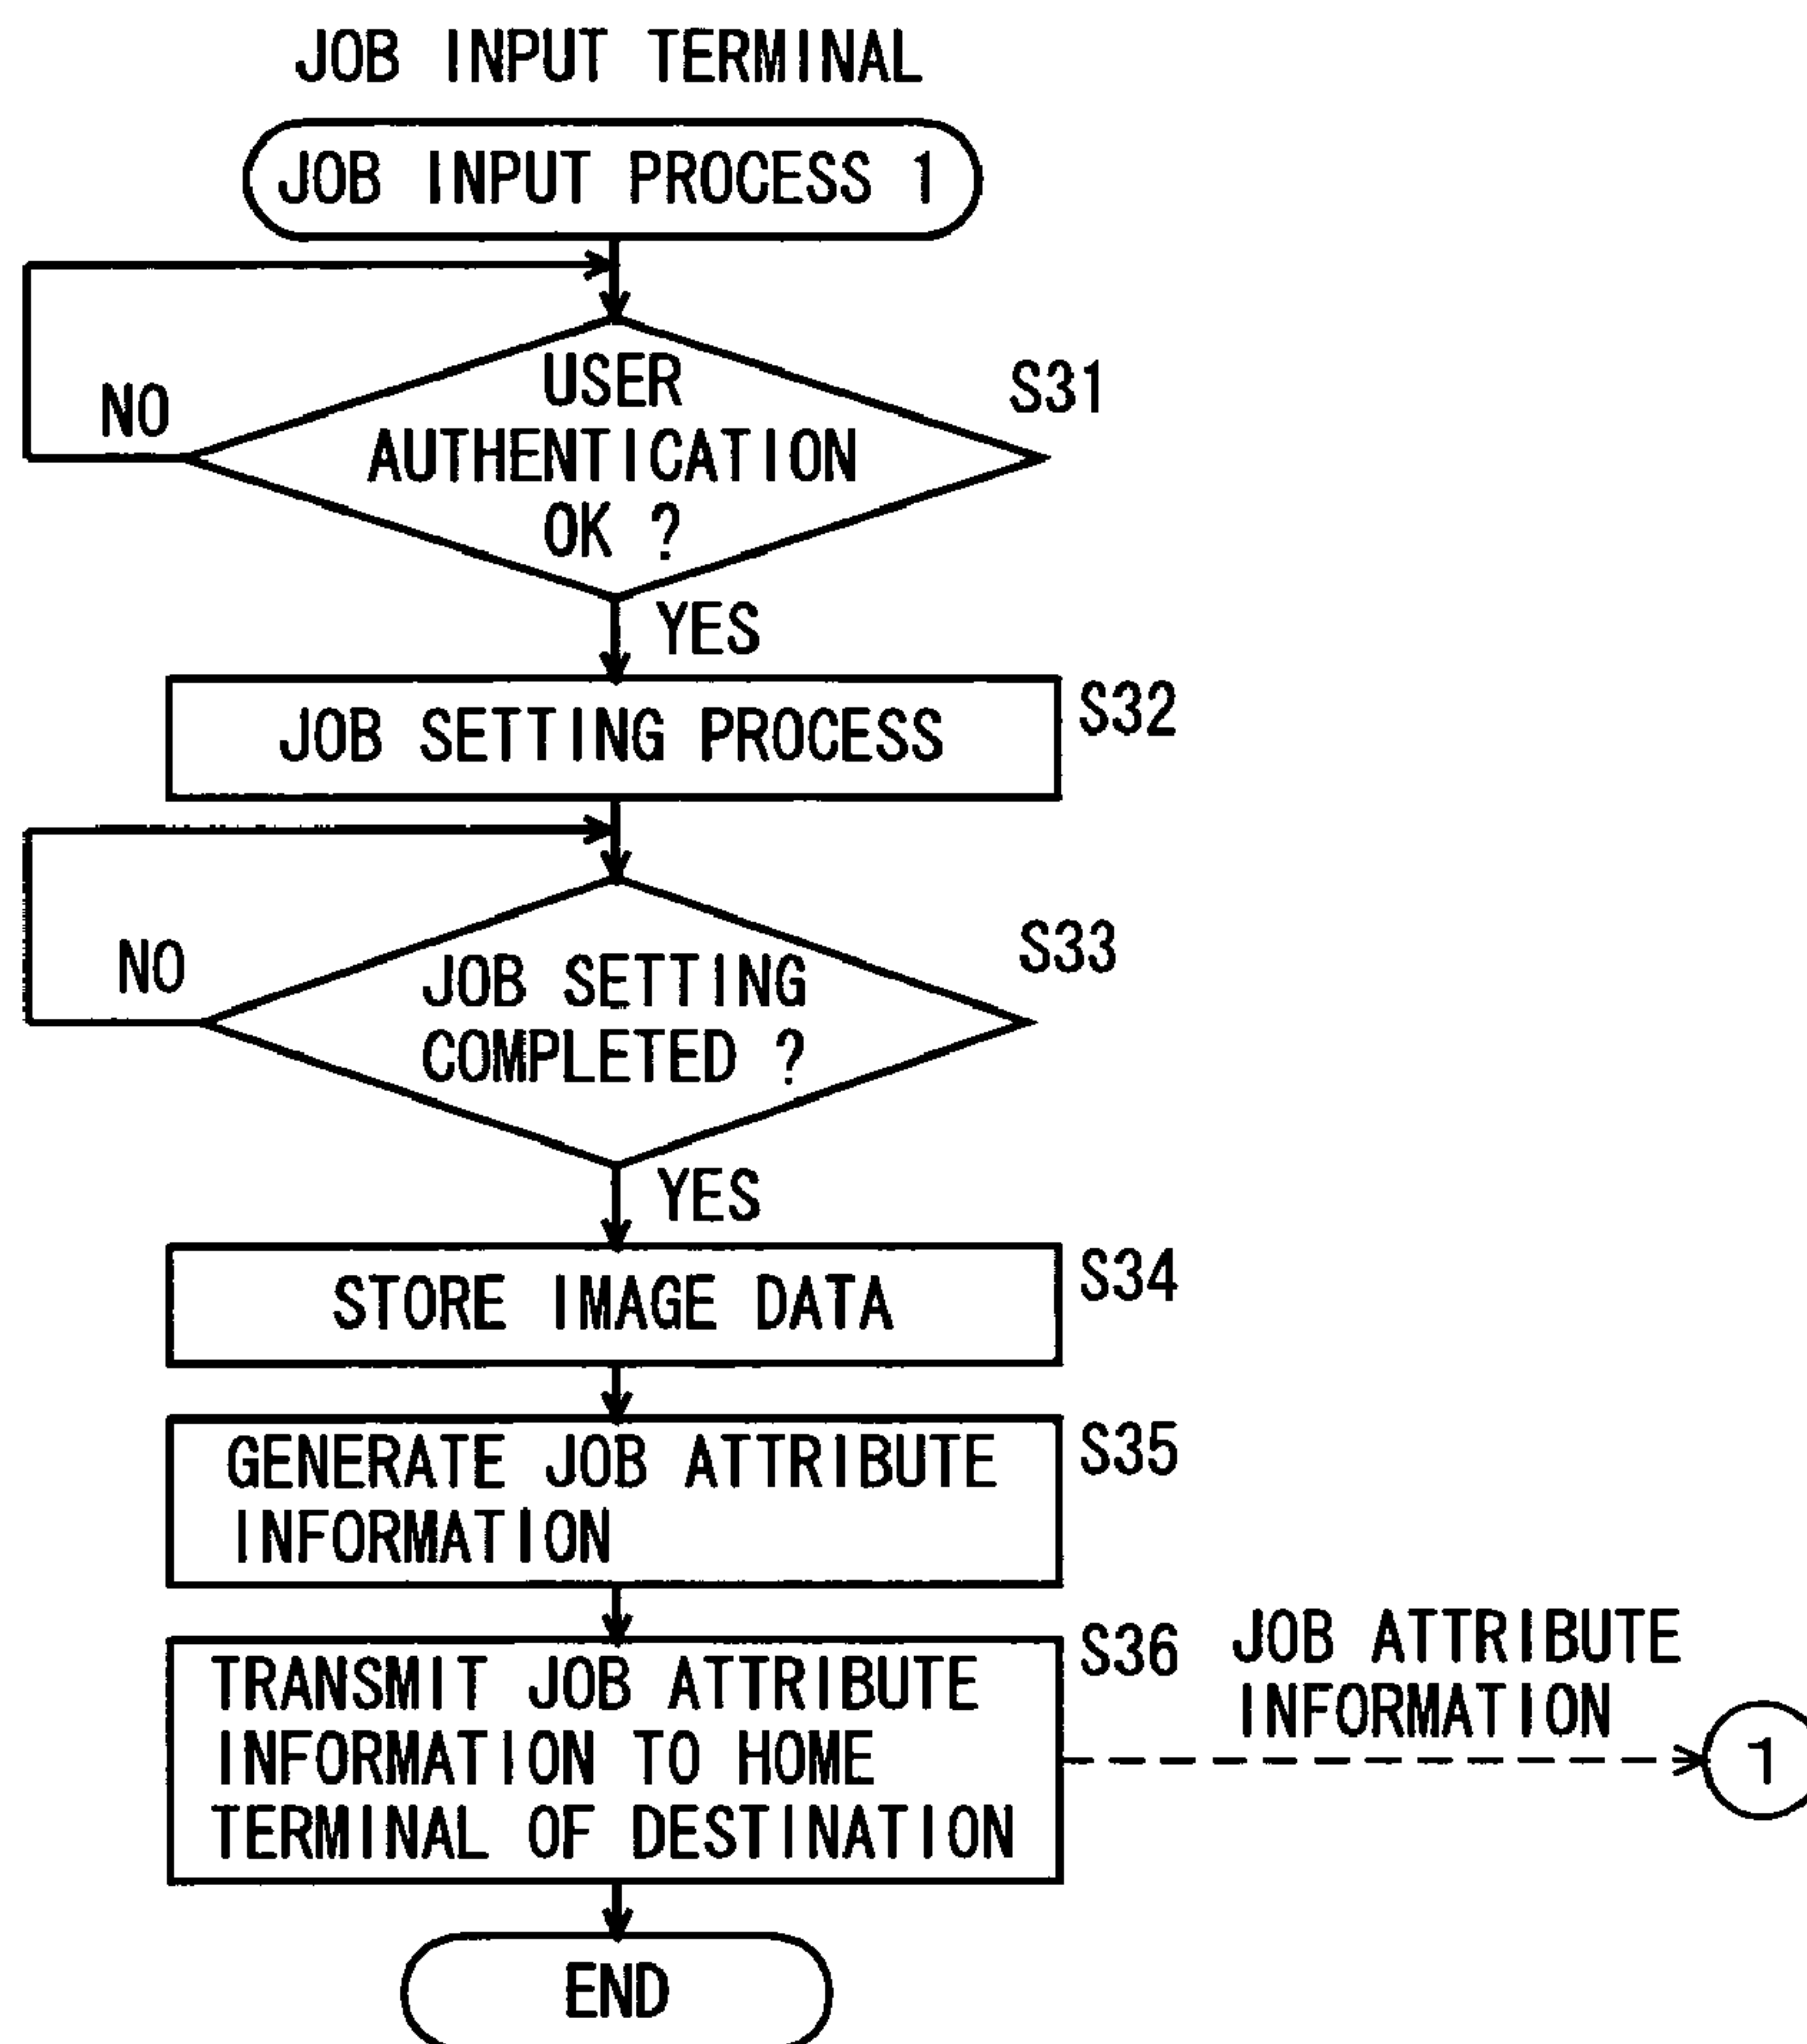 JOB INPUT TERMINAL
JOB INPUT PROCESS 1
USER
AUTHENTICATION
OK ?
S31
NO
YES
JOB SETTING PROCESS
S32
JOB SETTING
COMPLETED ?
S33
NO
YES
STORE IMAGE DATA
S34
GENERATE JOB ATTRIBUTE
INFORMATION
S35
TRANSMIT JOB ATTRIBUTE
INFORMATION TO HOME
TERMINAL OF DESTINATION
S36
JOB ATTRIBUTE
INFORMATION
1
END